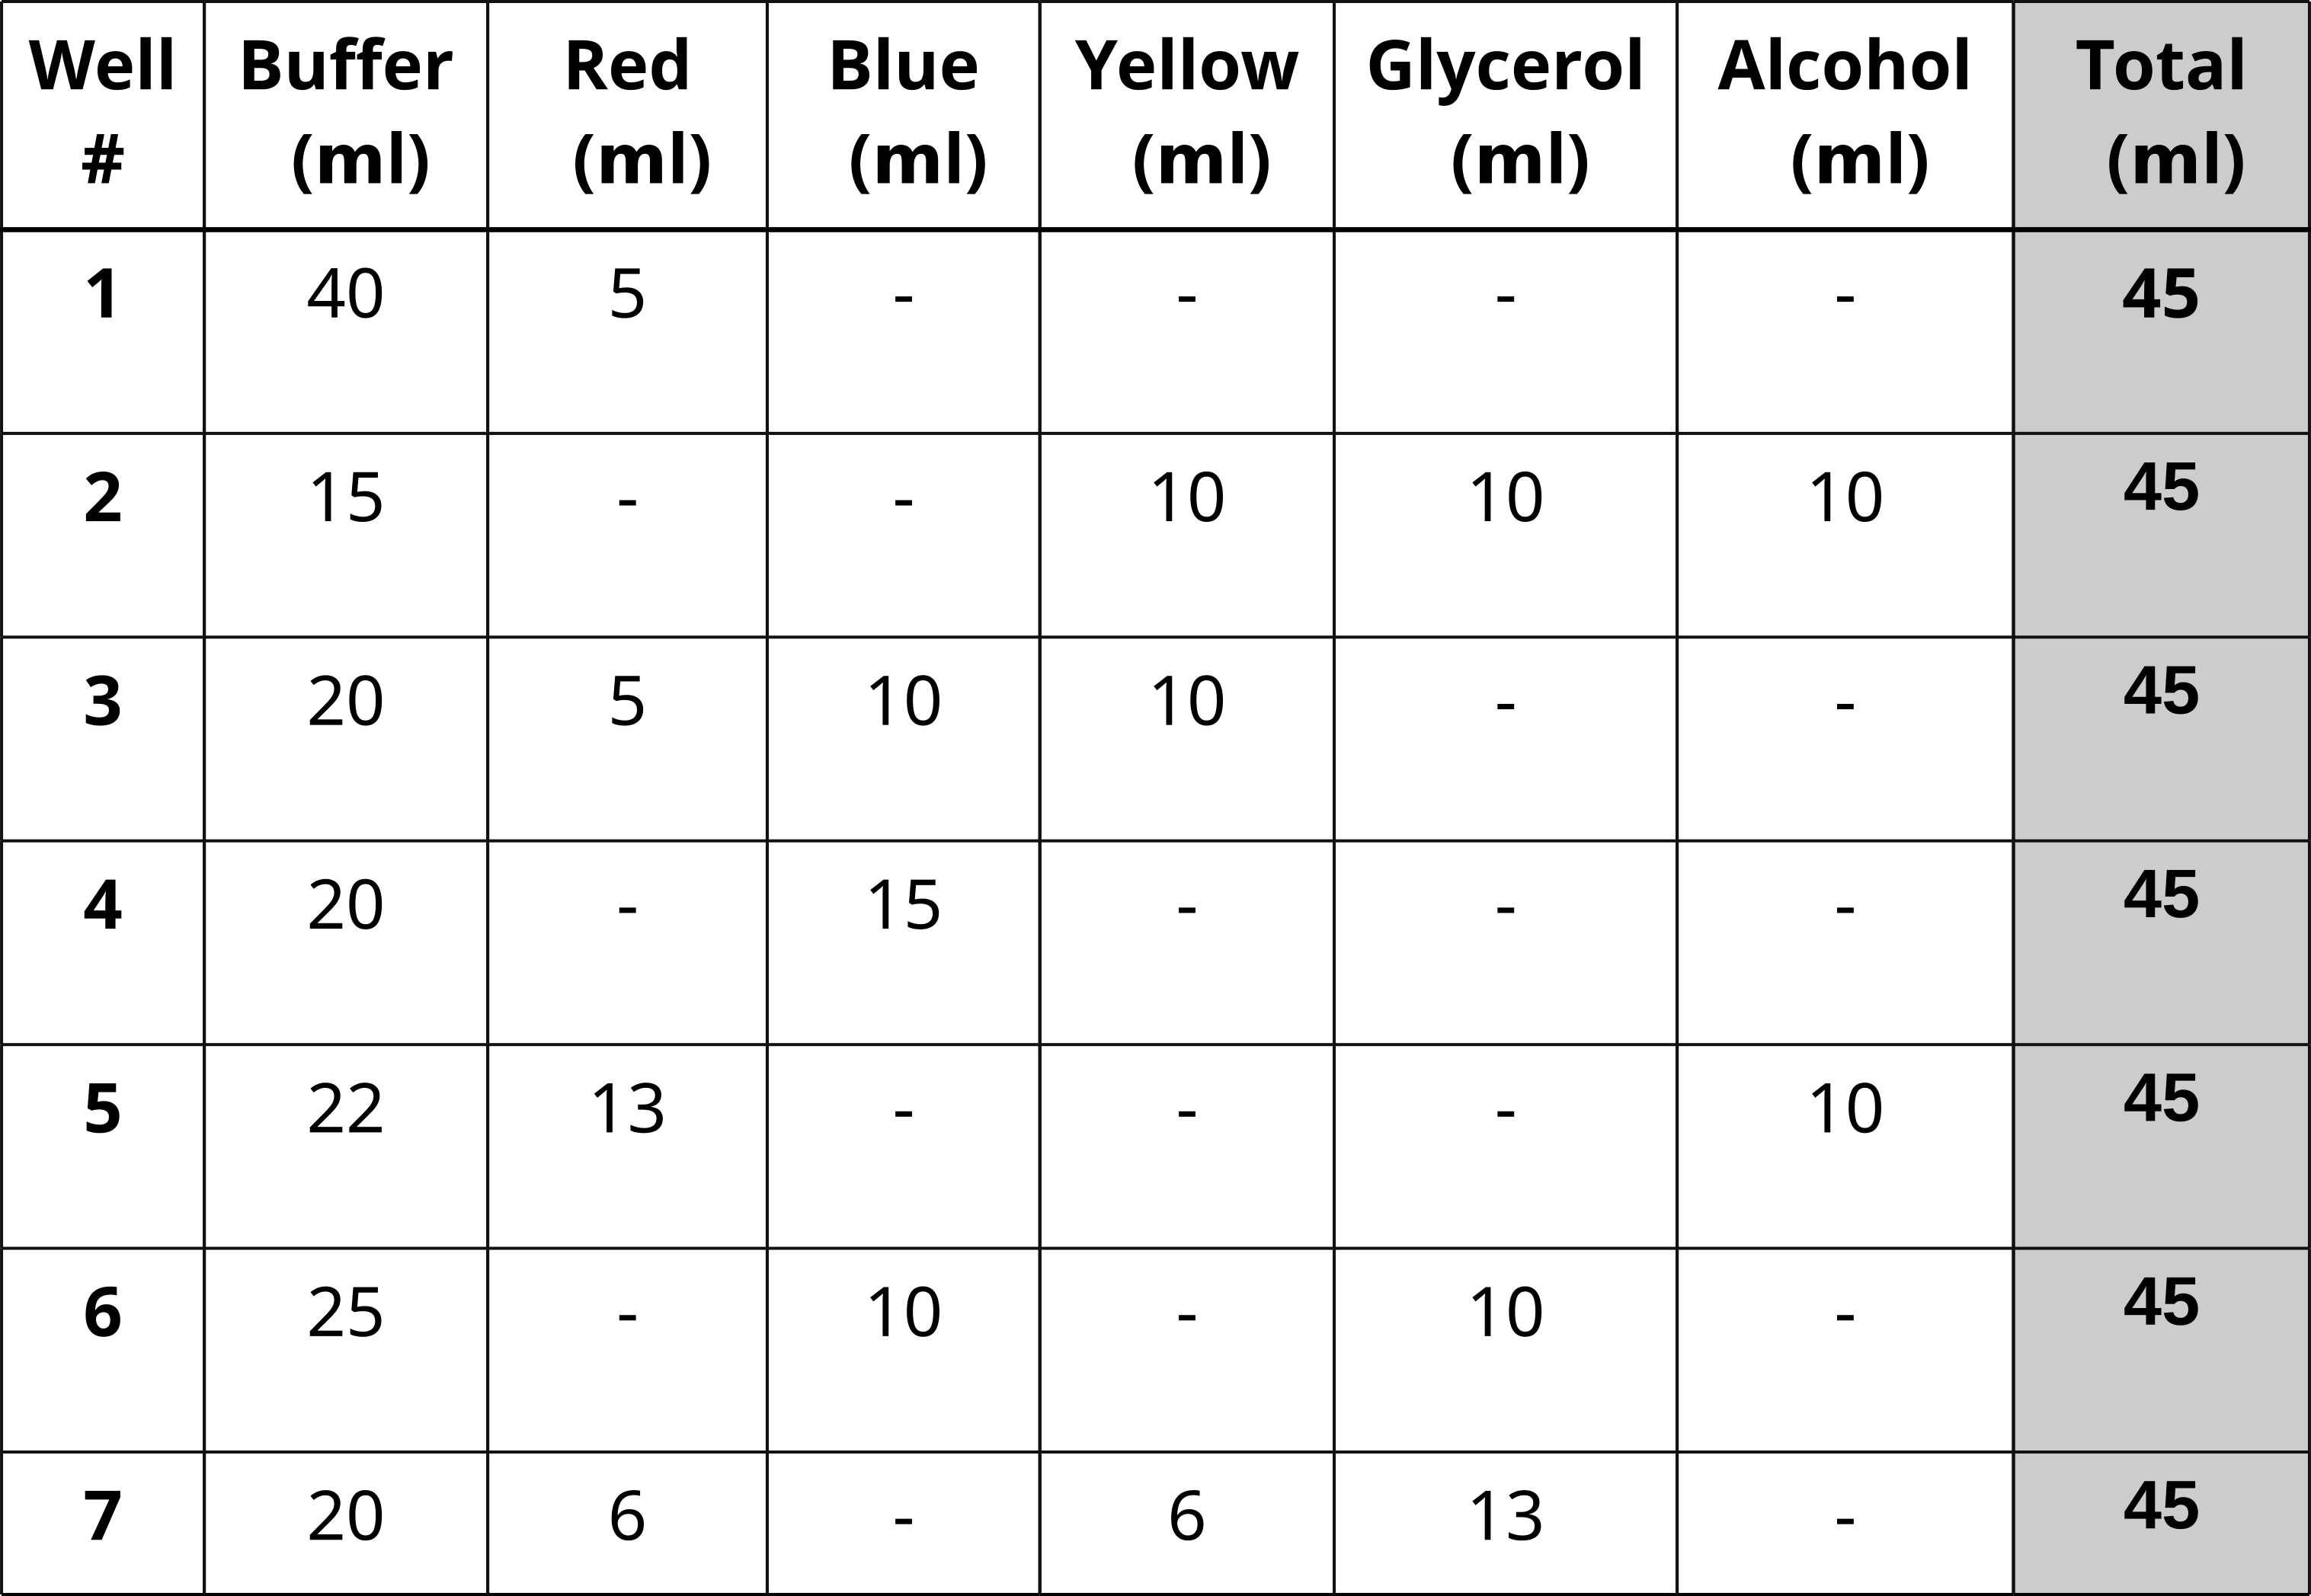 Well # Buffer (ml) Red (ml) Blue (ml) Yellow (ml) Glycerol (ml) Alcohol (ml) Total (ml)
1 40 5 - - - - 45
2 15 - - 10 10 10 45
3 20 5 10 10 - - 45
4 20 - 15 - - - 45
5 22 13 - - - 10 45
6 25 - 10 - 10 - 45
7 20 6 - 6 13 - 45